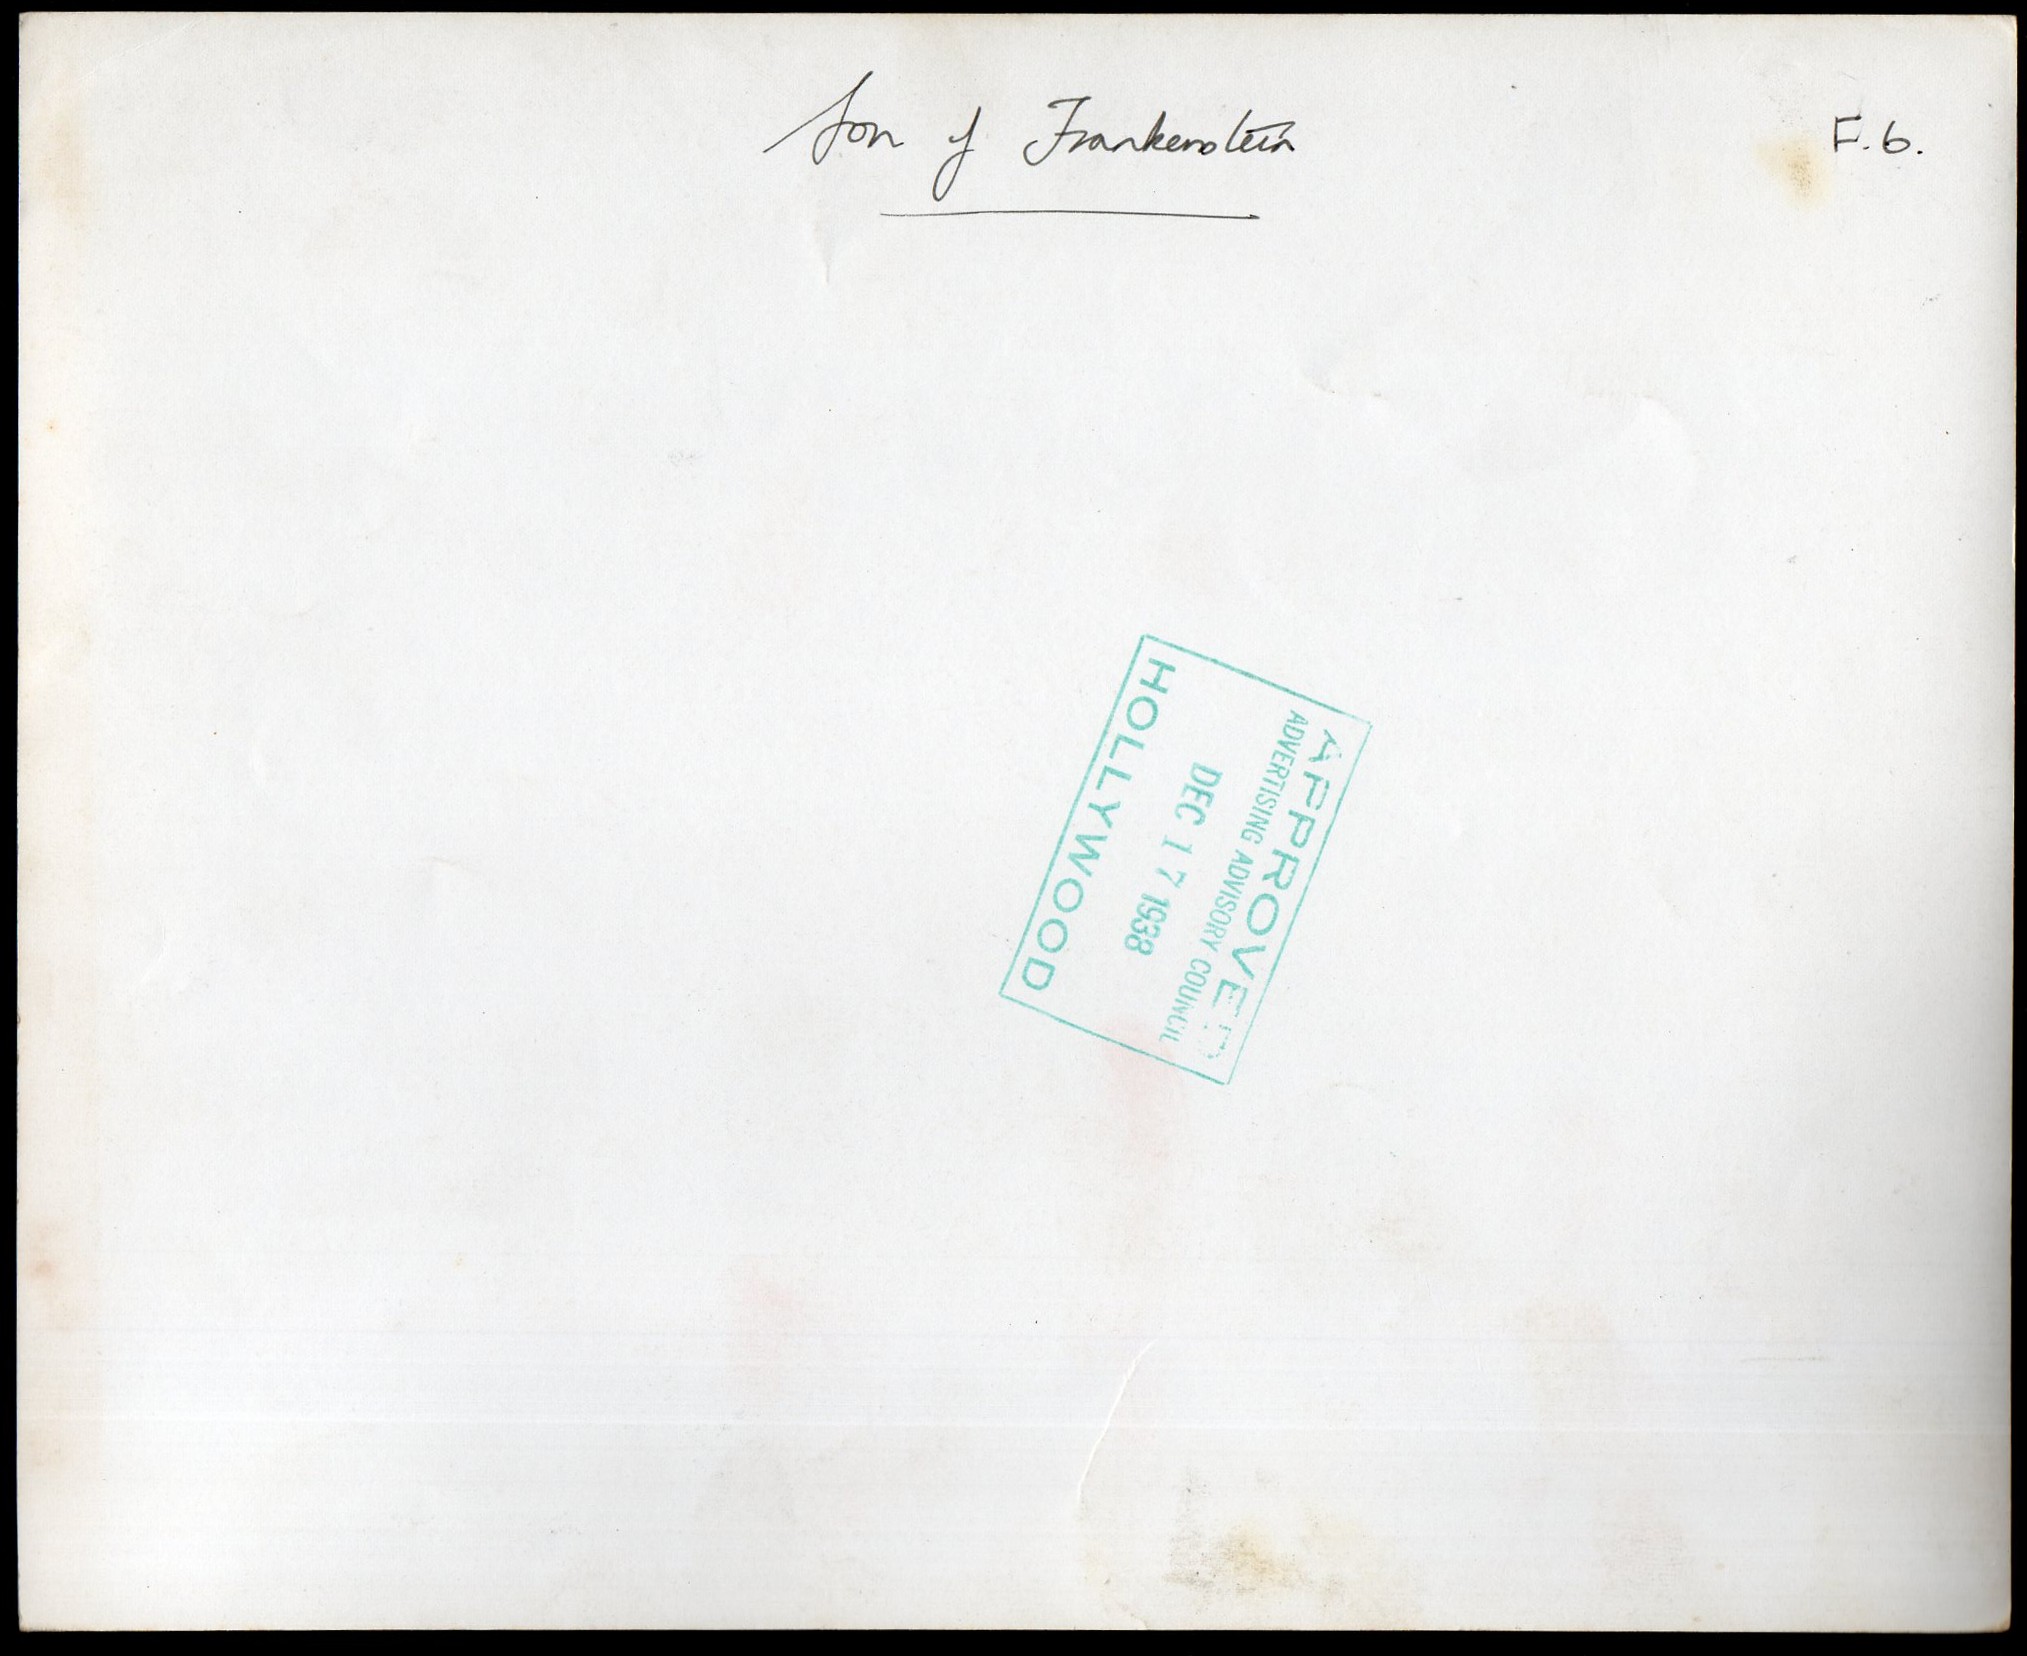 Son of Frankenstein
F.6.
APPROVED
ADVERTISING ADVISORY COUNCIL
DEC 17 1938
HOLLYWOOD